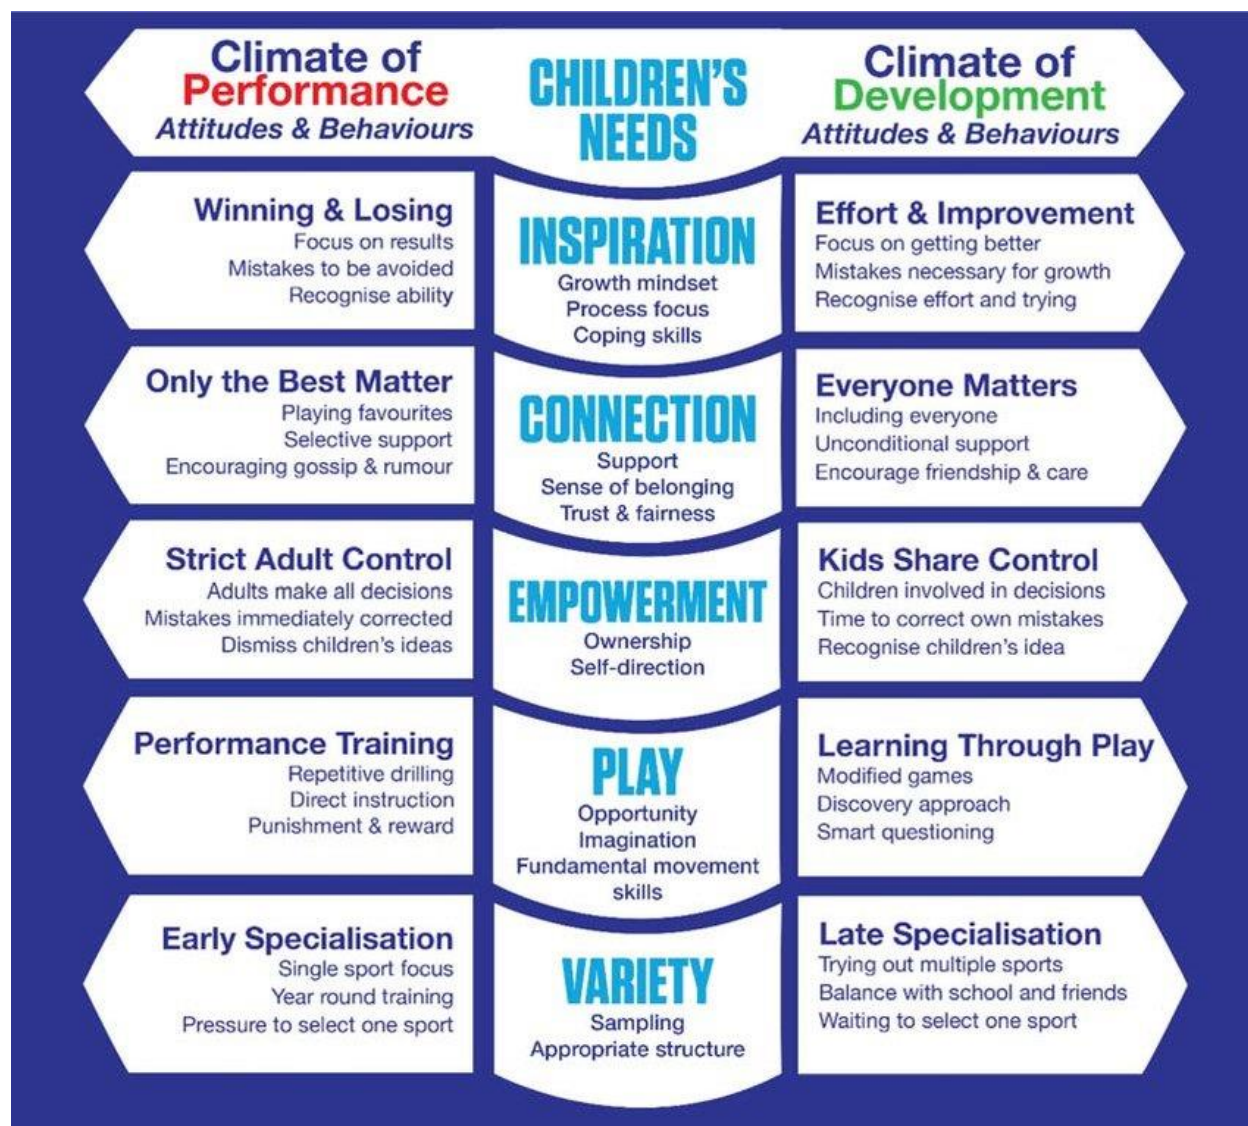 Climate of
Performance
Attitudes & Behaviours
CHILDREN'S
NEEDS
Climate of
Development
Attitudes & Behaviours
Winning & Losing
Focus on results
Mistakes to be avoided
Recognise ability
INSPIRATION
Growth mindset
Process focus
Coping skills
Effort & Improvement
Focus on getting better
Mistakes necessary for growth
Recognise effort and trying
Only the Best Matter
Playing favourites
Selective support
Encouraging gossip & rumour
CONNECTION
Support
Sense of belonging
Trust & fairness
Everyone Matters
Including everyone
Unconditional support
Encourage friendship & care
Strict Adult Control
Adults make all decisions
Mistakes immediately corrected
Dismiss children's ideas
EMPOWERMENT
Ownership
Self-direction
Kids Share Control
Children involved in decisions
Time to correct own mistakes
Recognise children's idea
Performance Training
Repetitive drilling
Direct instruction
Punishment & reward
PLAY
Opportunity
Imagination
Fundamental movement
skills
Learning Through Play
Modified games
Discovery approach
Smart questioning
Early Specialisation
Single sport focus
Year round training
Pressure to select one sport
VARIETY
Sampling
Appropriate structure
Late Specialisation
Trying out multiple sports
Balance with school and friends
Waiting to select one sport